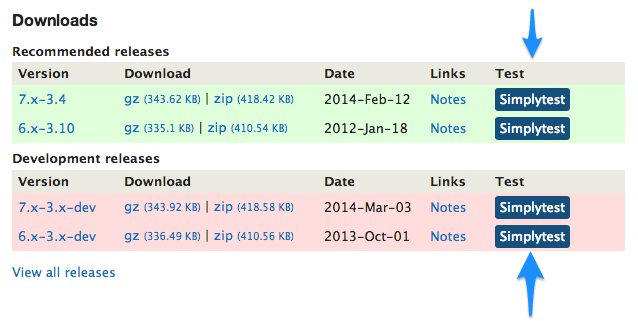 Downloads
Recommended releases
Version Download Date Links Test
7.x-3.4 gz (343.62 KB) | zip (418.42 KB) 2014-Feb-12 Notes Simplytest
6.x-3.10 gz (335.1 KB) | zip (410.54 KB) 2012-Jan-18 Notes Simplytest
Development releases
Version Download Date Links Test
7.x-3.x-dev gz (343.92 KB) | zip (418.58 KB) 2014-Mar-03 Notes Simplytest
6.x-3.x-dev gz (336.49 KB) | zip (410.56 KB) 2013-Oct-01 Notes Simplytest
View all releases